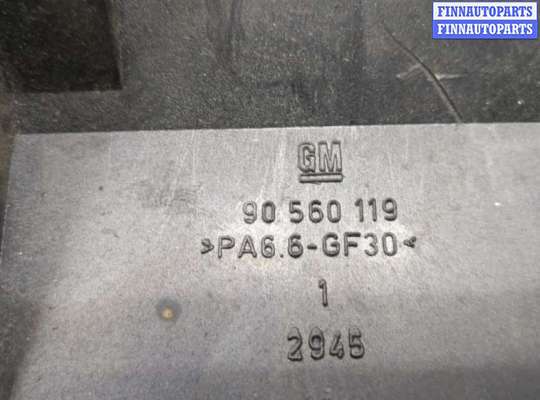 FINNAUTOPARTS
FINNAUTOPARTS
GM
90 560 119
>PA6.6-GF30<
1
2945